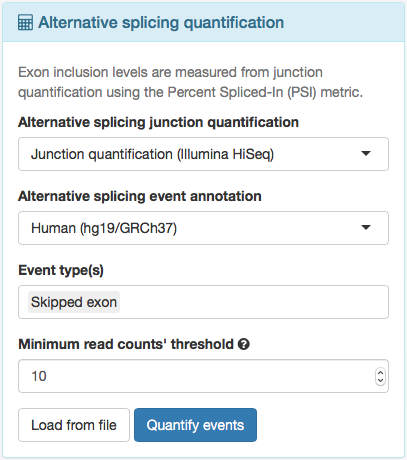 Alternative splicing quantification
Exon inclusion levels are measured from junction
quantification using the Percent Spliced-In (PSI) metric.
Alternative splicing junction quantification
Junction quantification (Illumina HiSeq)
Alternative splicing event annotation
Human (hg19/GRCh37)
Event type(s)
Skipped exon
Minimum read counts' threshold
10
Load from file
Quantify events